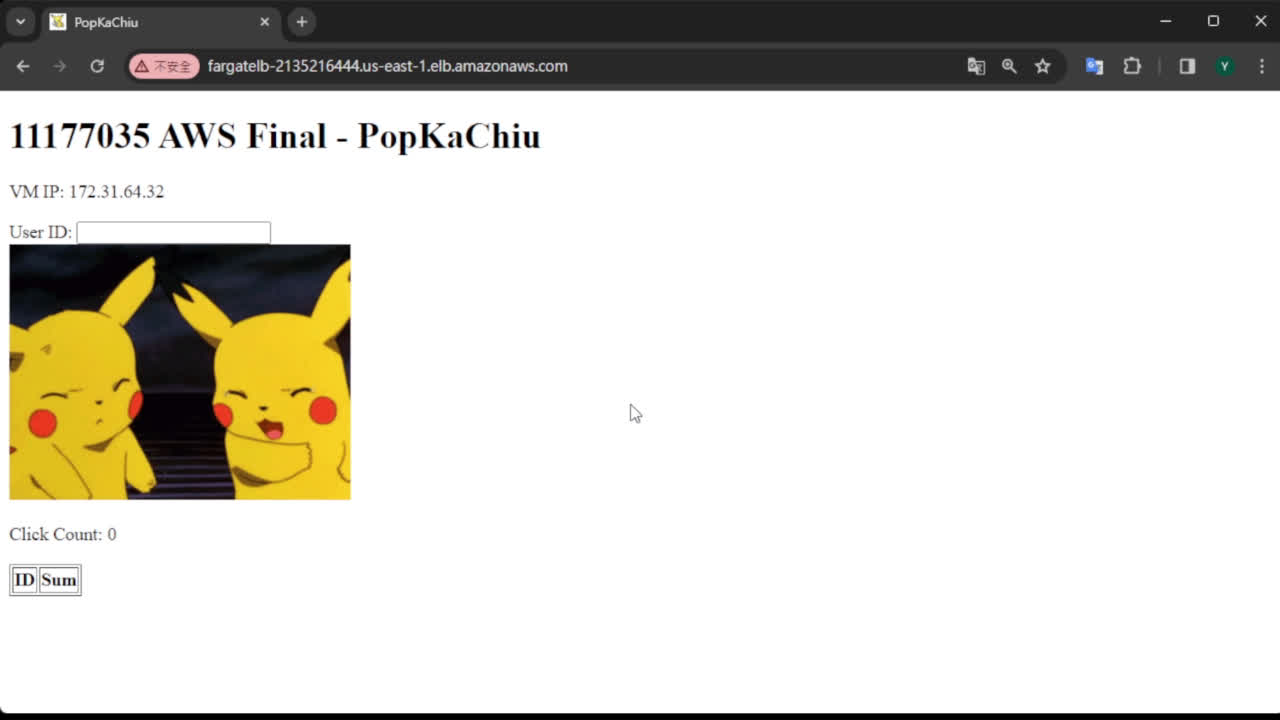 PopKaChiu
不安全
fargatelb-2135216444.us-east-1.elb.amazonaws.com
Y
11177035 AWS Final - PopKaChiu
VM IP: 172.31.64.32
User ID:
Click Count: 0
ID Sum